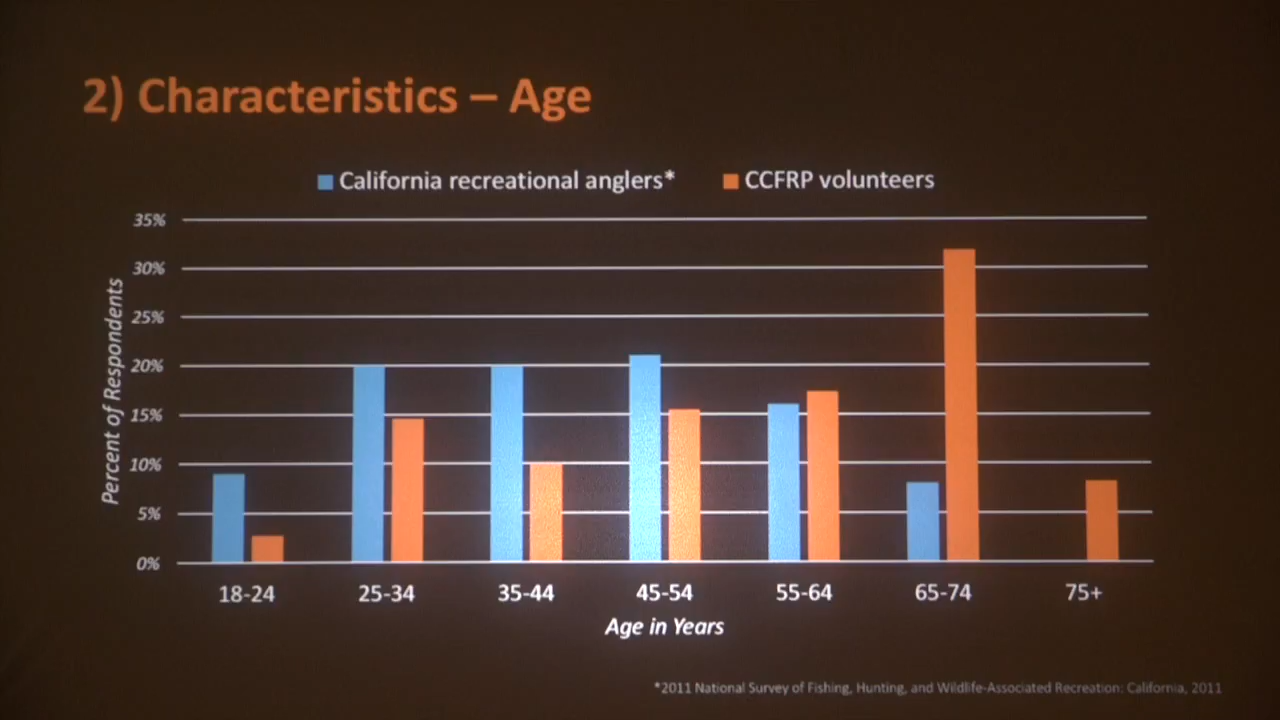 2) Characteristics – Age
California recreational anglers* CCFRP volunteers
35%
30%
25%
20%
15%
10%
5%
0%
Percent of Respondents
18-24 25-34 35-44 45-54 55-64 65-74 75+
Age in Years
*2011 National Survey of Fishing, Hunting, and Wildlife-Associated Recreation: California, 2011